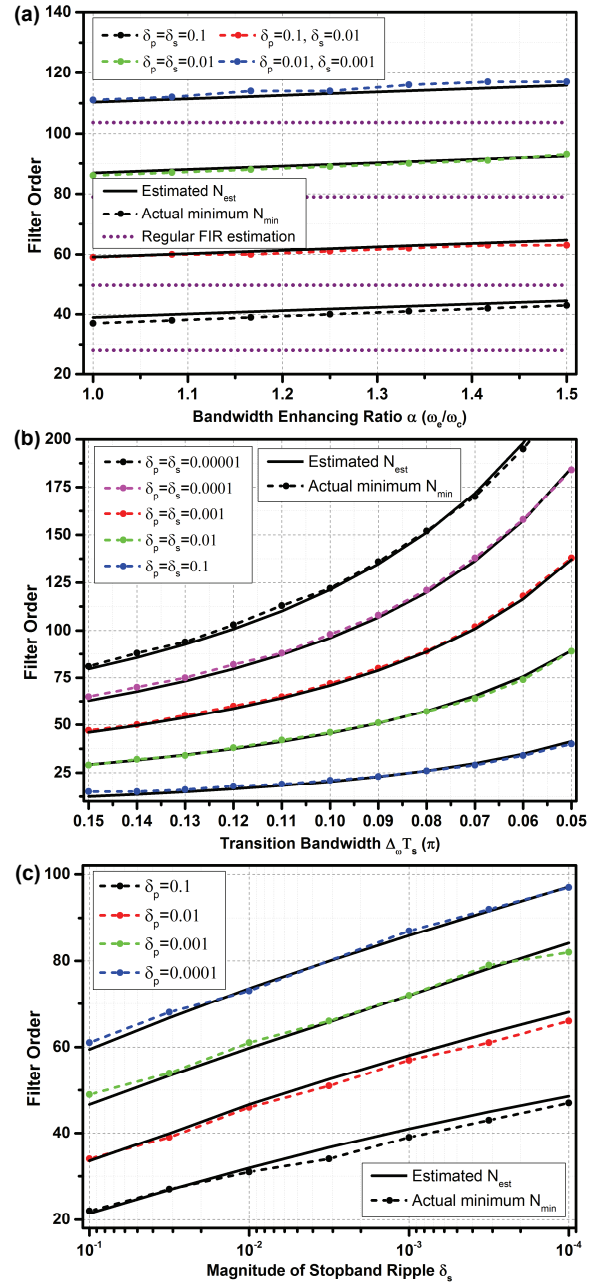 (a)
140
120
100
80
60
40
20
Filter Order
δp=δs=0.1
δp=0.1, δs=0.01
δp=δs=0.01
δp=0.01, δs=0.001
Estimated Nest
Actual minimum Nmin
Regular FIR estimation
1.0 1.1 1.2 1.3 1.4 1.5
Bandwidth Enhancing Ratio α (ωe/ωc)
(b)
200
175
150
125
100
75
50
25
Filter Order
δp=δs=0.00001
δp=δs=0.0001
δp=δs=0.001
δp=δs=0.01
δp=δs=0.1
Estimated Nest
Actual minimum Nmin
0.15 0.14 0.13 0.12 0.11 0.10 0.09 0.08 0.07 0.06 0.05
Transition Bandwidth ΔωTs (π)
(c)
100
80
60
40
20
Filter Order
δp=0.1
δp=0.01
δp=0.001
δp=0.0001
Estimated Nest
Actual minimum Nmin
10⁻¹ 10⁻² 10⁻³ 10⁻⁴
Magnitude of Stopband Ripple δs